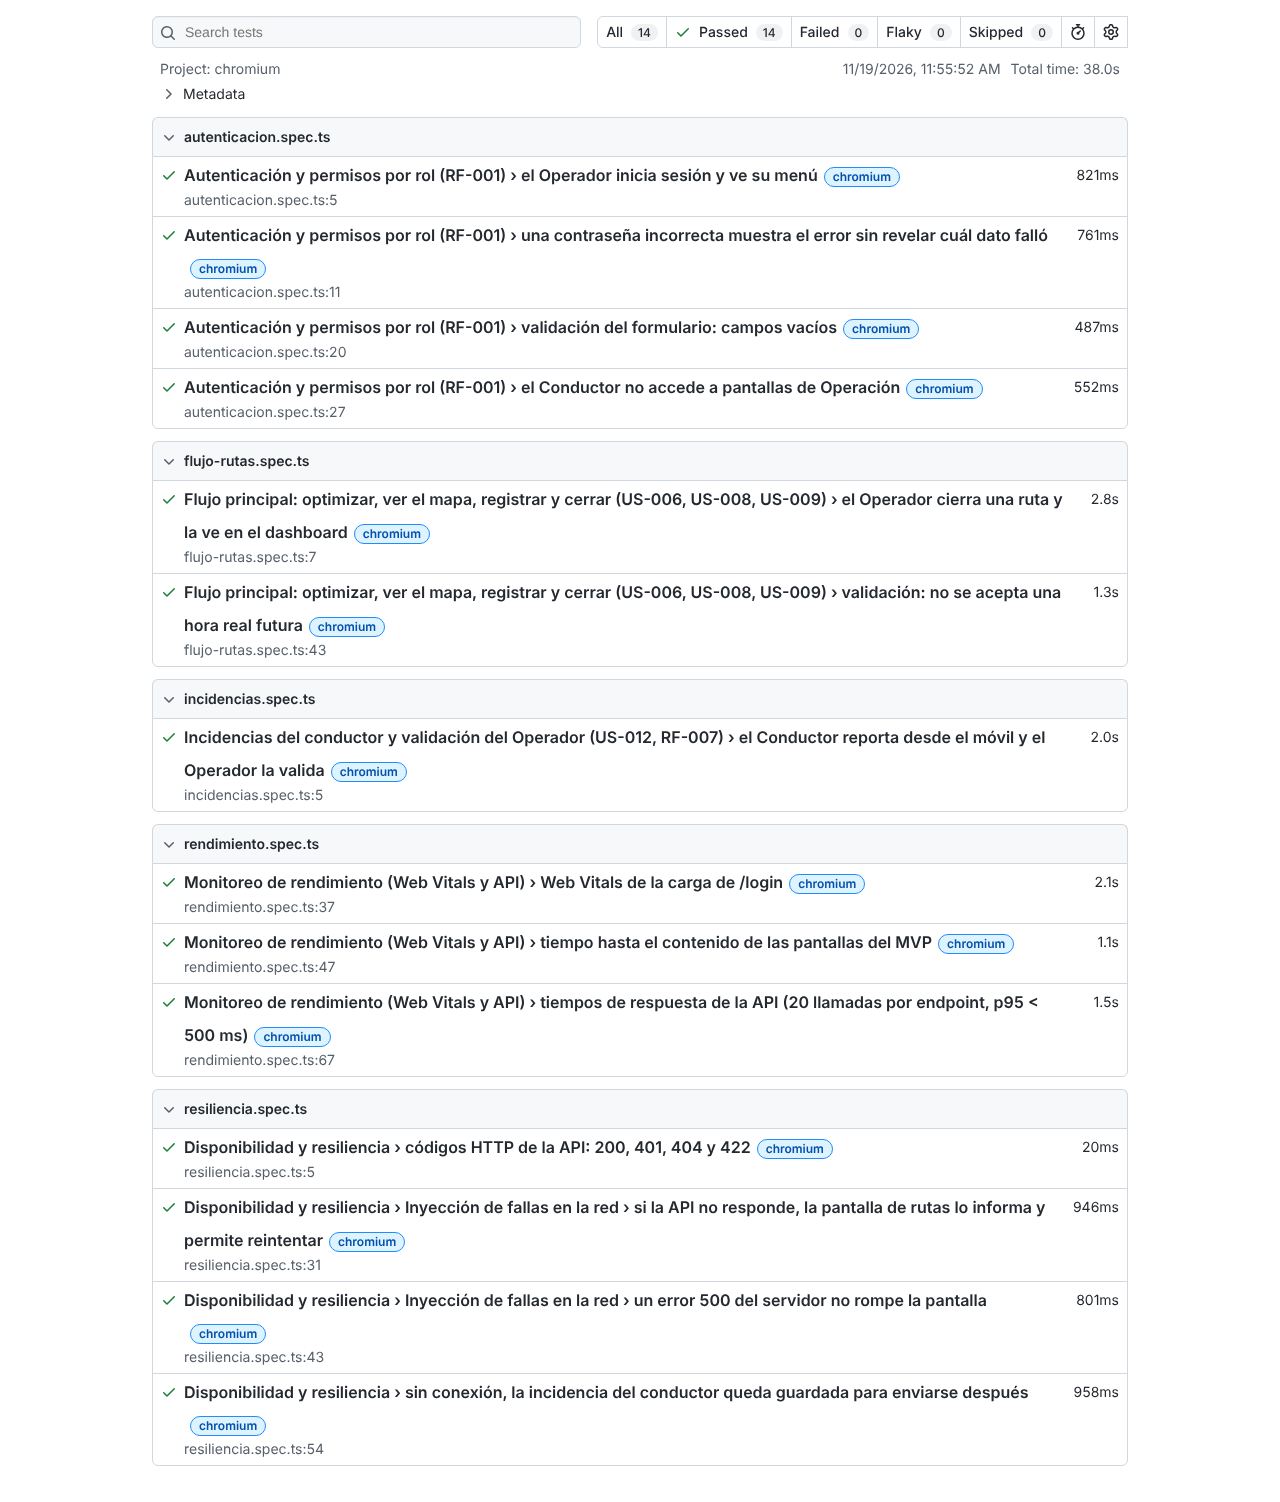 Search tests
All 14
Passed 14
Failed 0
Flaky 0
Skipped 0
Project: chromium
11/19/2026, 11:55:52 AM Total time: 38.0s
Metadata
autenticacion.spec.ts
Autenticación y permisos por rol (RF-001) › el Operador inicia sesión y ve su menú chromium 821ms
autenticacion.spec.ts:5
Autenticación y permisos por rol (RF-001) › una contraseña incorrecta muestra el error sin revelar cuál dato falló 761ms
chromium
autenticacion.spec.ts:11
Autenticación y permisos por rol (RF-001) › validación del formulario: campos vacíos chromium 487ms
autenticacion.spec.ts:20
Autenticación y permisos por rol (RF-001) › el Conductor no accede a pantallas de Operación chromium 552ms
autenticacion.spec.ts:27
flujo-rutas.spec.ts
Flujo principal: optimizar, ver el mapa, registrar y cerrar (US-006, US-008, US-009) › el Operador cierra una ruta y 2.8s
la ve en el dashboard chromium
flujo-rutas.spec.ts:7
Flujo principal: optimizar, ver el mapa, registrar y cerrar (US-006, US-008, US-009) › validación: no se acepta una 1.3s
hora real futura chromium
flujo-rutas.spec.ts:43
incidencias.spec.ts
Incidencias del conductor y validación del Operador (US-012, RF-007) › el Conductor reporta desde el móvil y el 2.0s
Operador la valida chromium
incidencias.spec.ts:5
rendimiento.spec.ts
Monitoreo de rendimiento (Web Vitals y API) › Web Vitals de la carga de /login chromium 2.1s
rendimiento.spec.ts:37
Monitoreo de rendimiento (Web Vitals y API) › tiempo hasta el contenido de las pantallas del MVP chromium 1.1s
rendimiento.spec.ts:47
Monitoreo de rendimiento (Web Vitals y API) › tiempos de respuesta de la API (20 llamadas por endpoint, p95 < 1.5s
500 ms) chromium
rendimiento.spec.ts:67
resiliencia.spec.ts
Disponibilidad y resiliencia › códigos HTTP de la API: 200, 401, 404 y 422 chromium 20ms
resiliencia.spec.ts:5
Disponibilidad y resiliencia › Inyección de fallas en la red › si la API no responde, la pantalla de rutas lo informa y 946ms
permite reintentar chromium
resiliencia.spec.ts:31
Disponibilidad y resiliencia › Inyección de fallas en la red › un error 500 del servidor no rompe la pantalla 801ms
chromium
resiliencia.spec.ts:43
Disponibilidad y resiliencia › sin conexión, la incidencia del conductor queda guardada para enviarse después 958ms
chromium
resiliencia.spec.ts:54